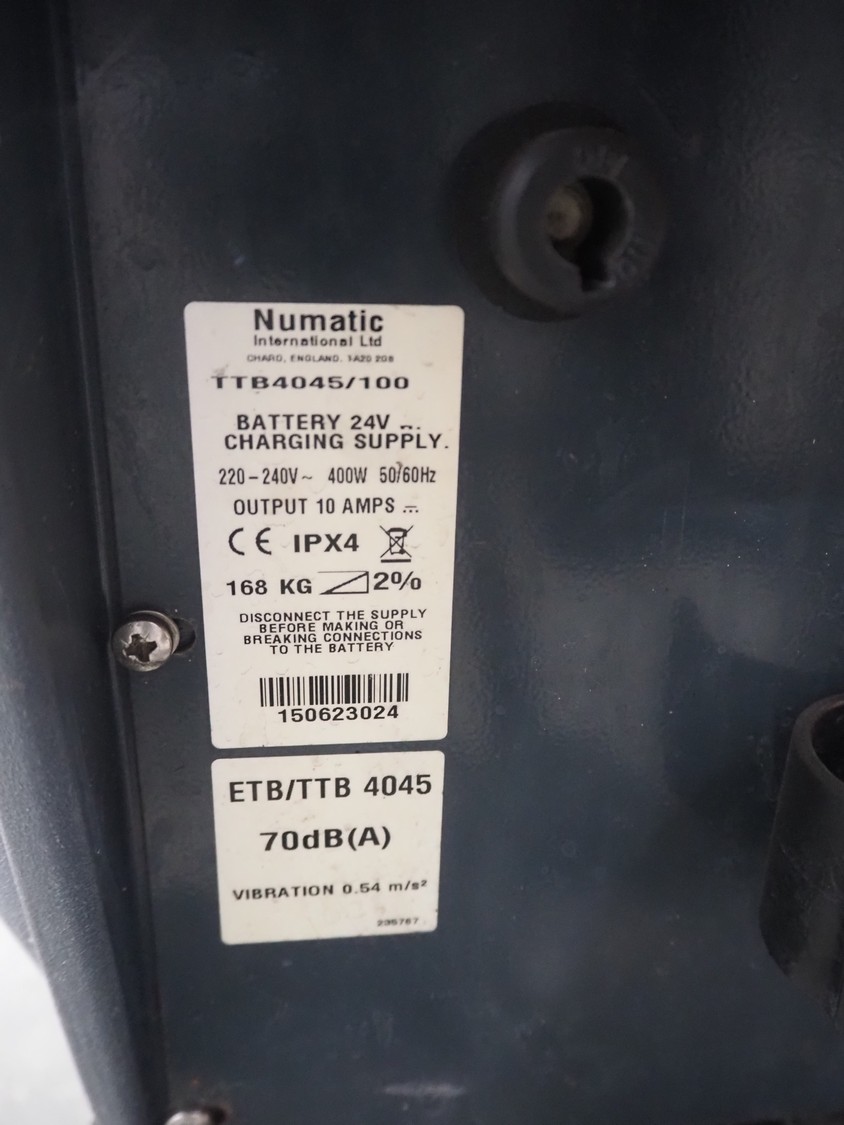 Numatic
International Ltd
CHARD, ENGLAND. TA20 2GB
TTB4045/100
BATTERY 24V ⎓
CHARGING SUPPLY.
220-240V~ 400W 50/60Hz
OUTPUT 10 AMPS ⎓
CE IPX4
168 KG 2%
DISCONNECT THE SUPPLY
BEFORE MAKING OR
BREAKING CONNECTIONS
TO THE BATTERY
150623024
ETB/TTB 4045
70dB(A)
VIBRATION 0.54 m/s²
235767